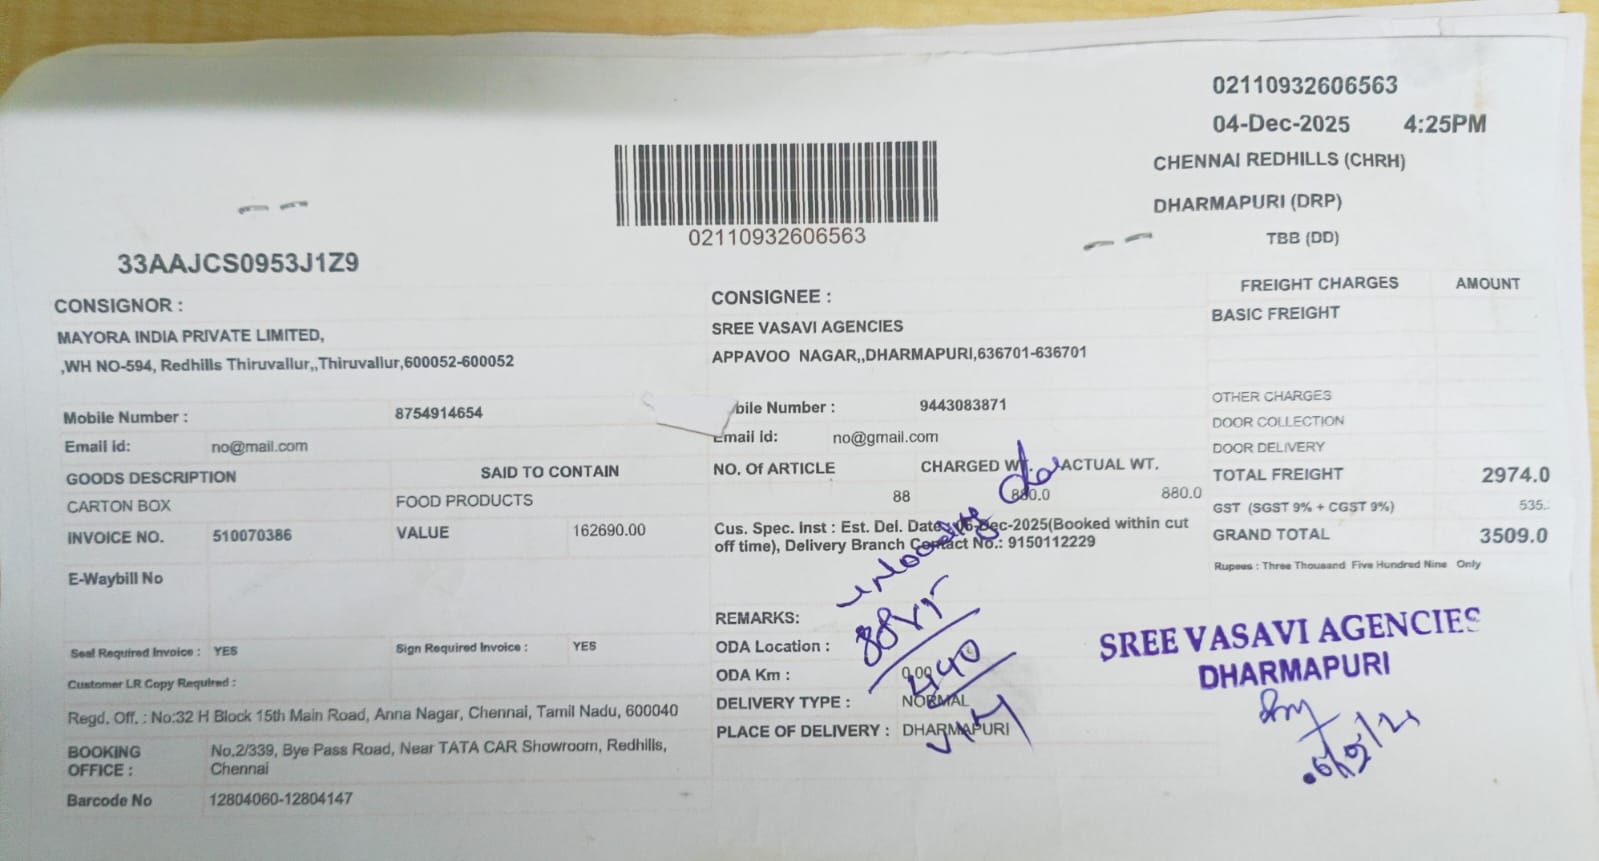 02110932606563
04-Dec-2025 4:25PM
CHENNAI REDHILLS (CHRH)
DHARMAPURI (DRP)
TBB (DD)
02110932606563
33AAJCS0953J1Z9
CONSIGNOR :
MAYORA INDIA PRIVATE LIMITED,
,WH NO-594, Redhills Thiruvallur,,Thiruvallur,600052-600052
Mobile Number : 8754914654
Email id: no@mail.com
GOODS DESCRIPTION SAID TO CONTAIN
CARTON BOX FOOD PRODUCTS
INVOICE NO. 510070386 VALUE 162690.00
E-Waybill No
Seal Required Invoice : YES Sign Required Invoice : YES
Customer LR Copy Required :
Regd. Off. : No:32 H Block 15th Main Road, Anna Nagar, Chennai, Tamil Nadu, 600040
BOOKING OFFICE : No.2/339, Bye Pass Road, Near TATA CAR Showroom, Redhills,
Chennai
Barcode No 12804060-12804147
CONSIGNEE :
SREE VASAVI AGENCIES
APPAVOO NAGAR,,DHARMAPURI,636701-636701
bile Number : 9443083871
Email Id: no@gmail.com
NO. Of ARTICLE CHARGED WT. ACTUAL WT.
88 880.0 880.0
Cus. Spec. Inst : Est. Del. Date : 06-Dec-2025(Booked within cut
off time), Delivery Branch Contact No.: 9150112229
REMARKS:
ODA Location :
ODA Km : 0.00
DELIVERY TYPE : NORMAL
PLACE OF DELIVERY : DHARMAPURI
unloading
440
FREIGHT CHARGES AMOUNT
BASIC FREIGHT
OTHER CHARGES
DOOR COLLECTION
DOOR DELIVERY
TOTAL FREIGHT 2974.0
GST (SGST 9% + CGST 9%) 535.
GRAND TOTAL 3509.0
Rupees : Three Thousand Five Hundred Nine Only
SREE VASAVI AGENCIES
DHARMAPURI